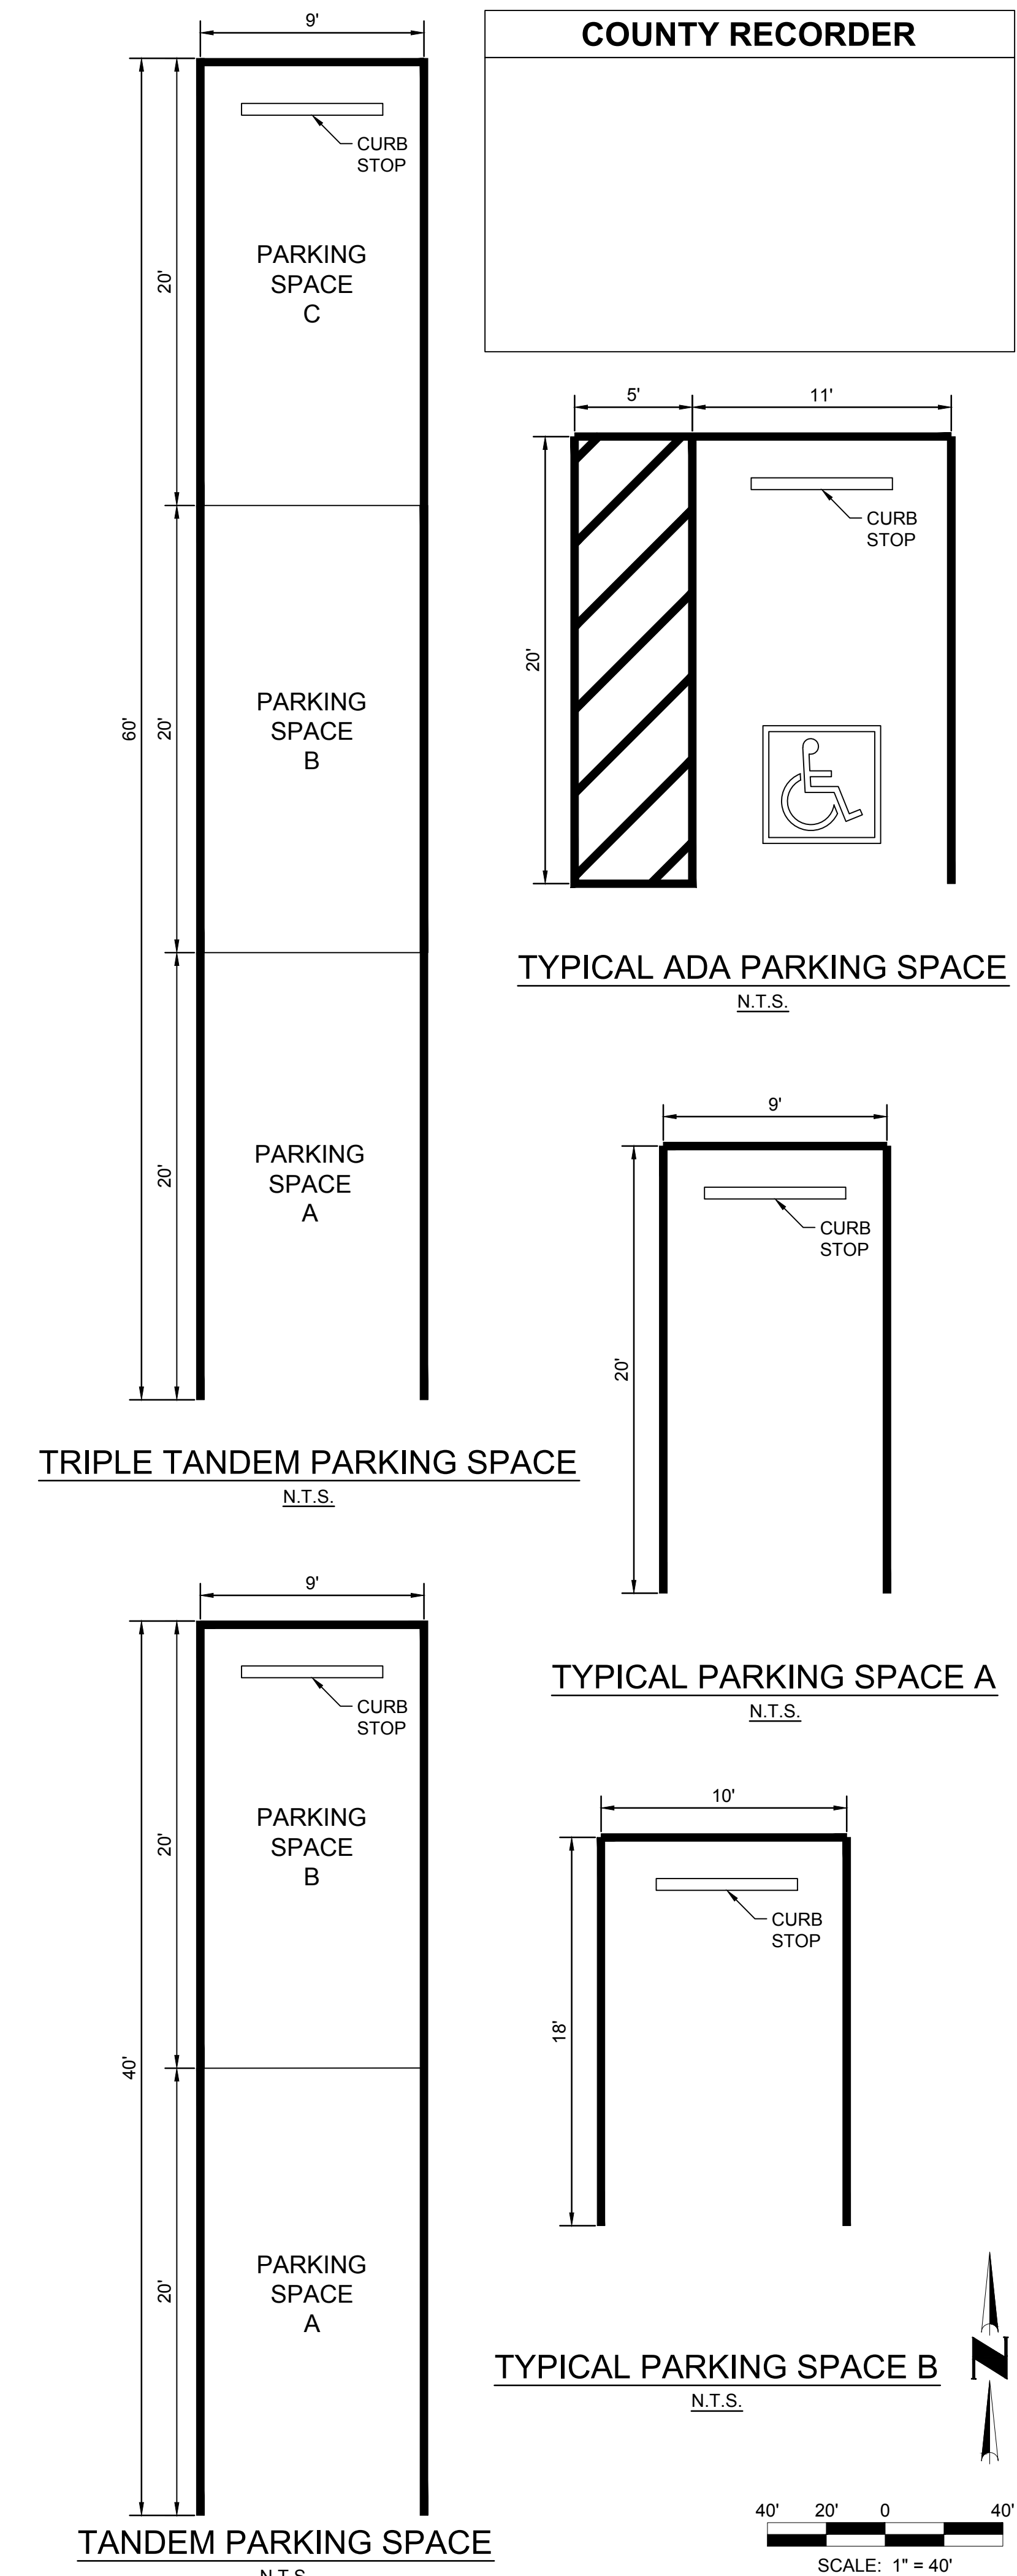 9'
COUNTY RECORDER
CURB
STOP
PARKING
SPACE
C
20'
60'
20'
PARKING
SPACE
B
20'
PARKING
SPACE
A
TRIPLE TANDEM PARKING SPACE
N.T.S.
5'
11'
CURB
STOP
20'
TYPICAL ADA PARKING SPACE
N.T.S.
9'
CURB
STOP
20'
TYPICAL PARKING SPACE A
N.T.S.
9'
CURB
STOP
PARKING
SPACE
B
20'
40'
20'
PARKING
SPACE
A
TANDEM PARKING SPACE
N.T.S.
10'
CURB
STOP
18'
TYPICAL PARKING SPACE B
N.T.S.
N
40' 20' 0 40'
SCALE: 1" = 40'